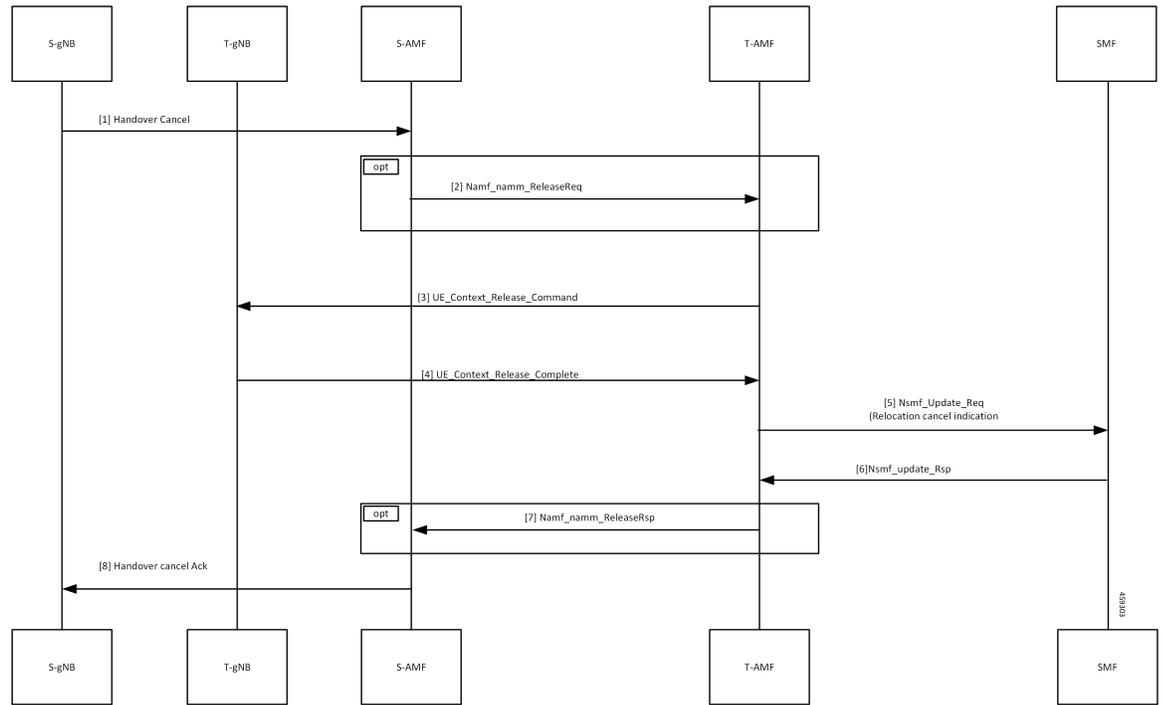 S-gNB
T-gNB
S-AMF
T-AMF
SMF
[1] Handover Cancel
opt
[2] Namf_namm_ReleaseReq
[3] UE_Context_Release_Command
[4] UE_Context_Release_Complete
[5] Nsmf_Update_Req
(Relocation cancel indication
[6]Nsmf_update_Rsp
opt
[7] Namf_namm_ReleaseRsp
[8] Handover cancel Ack
459303
S-gNB
T-gNB
S-AMF
T-AMF
SMF